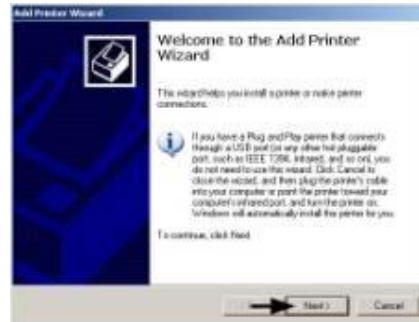 Add Printer Wizard
Welcome to the Add Printer
Wizard
This wizard helps you install a printer or make printer
connections.
If you have a Plug and Play printer that connects
through a USB port (or any other hot pluggable
port, such as IEEE 1394, infrared, and so on), you
do not need to use this wizard. Click Cancel to
close the wizard, and then plug the printer's cable
into your computer or point the printer toward your
computer's infrared port, and turn the printer on.
Windows will automatically install the printer for you.
To continue, click Next.
Next >
Cancel